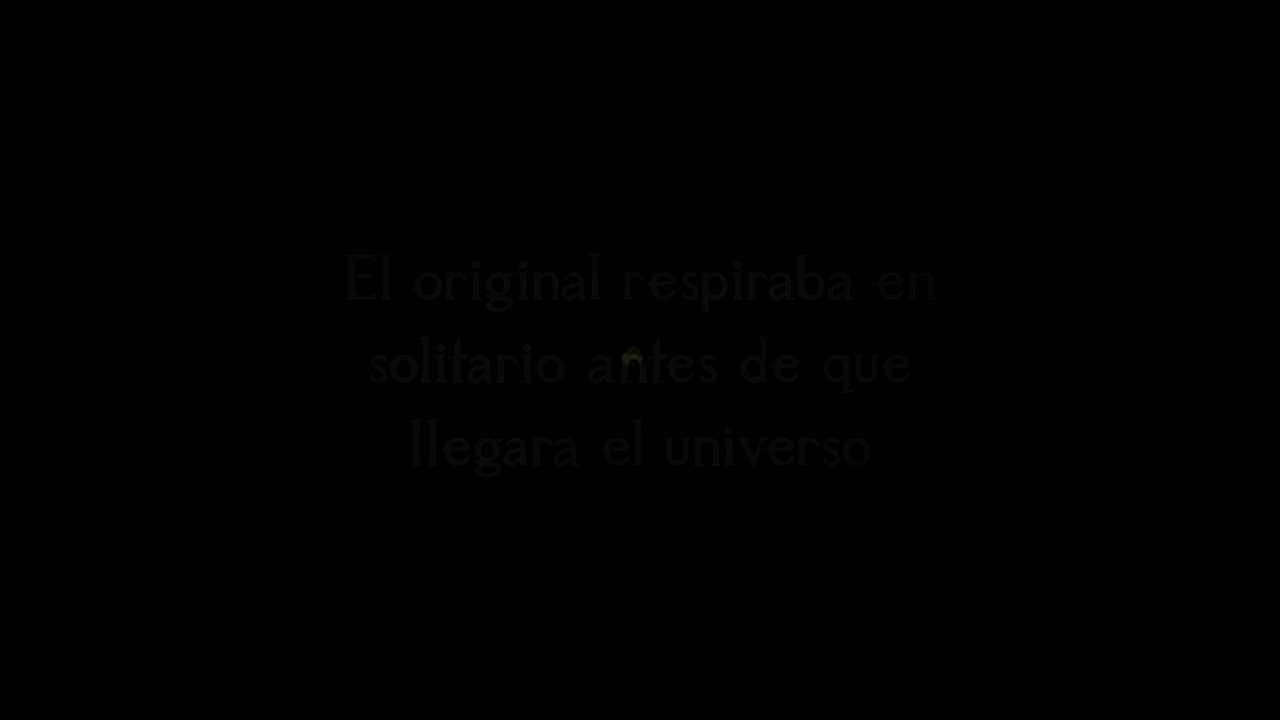 El original respiraba en
solitario antes de que
llegara el universo